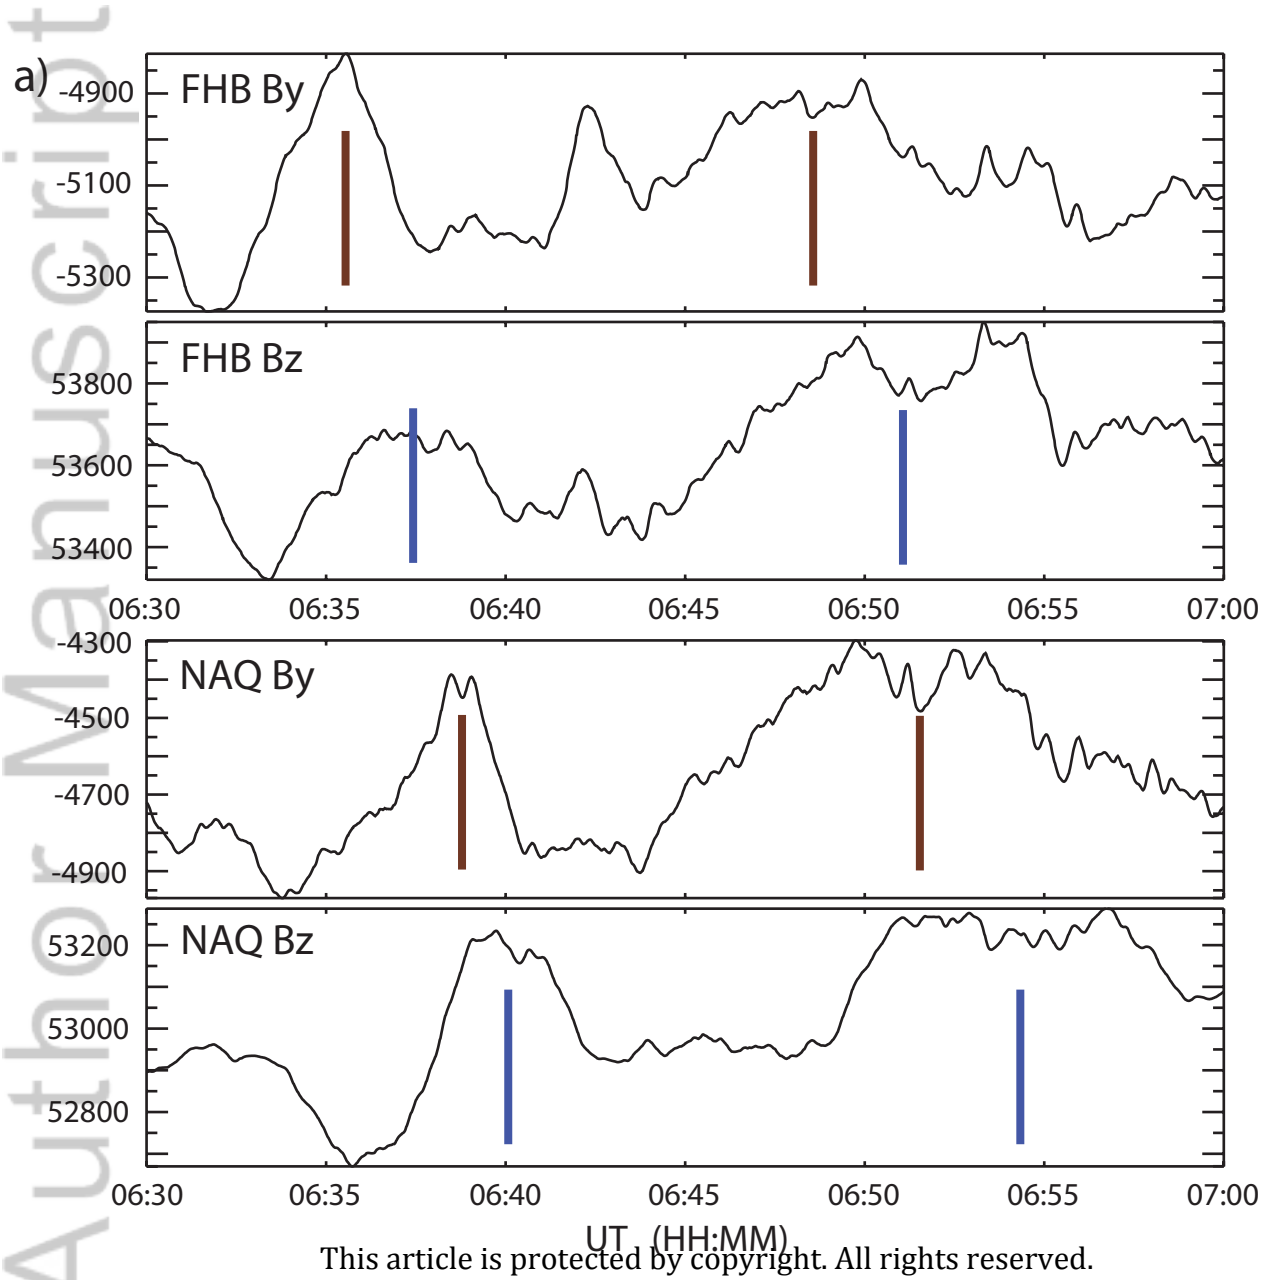 Author Manuscript
a)
FHB By
-4900
-5100
-5300
FHB Bz
53800
53600
53400
06:30 06:35 06:40 06:45 06:50 06:55 07:00
NAQ By
-4300
-4500
-4700
-4900
NAQ Bz
53200
53000
52800
06:30 06:35 06:40 06:45 06:50 06:55 07:00
UT (HH:MM)
This article is protected by copyright. All rights reserved.